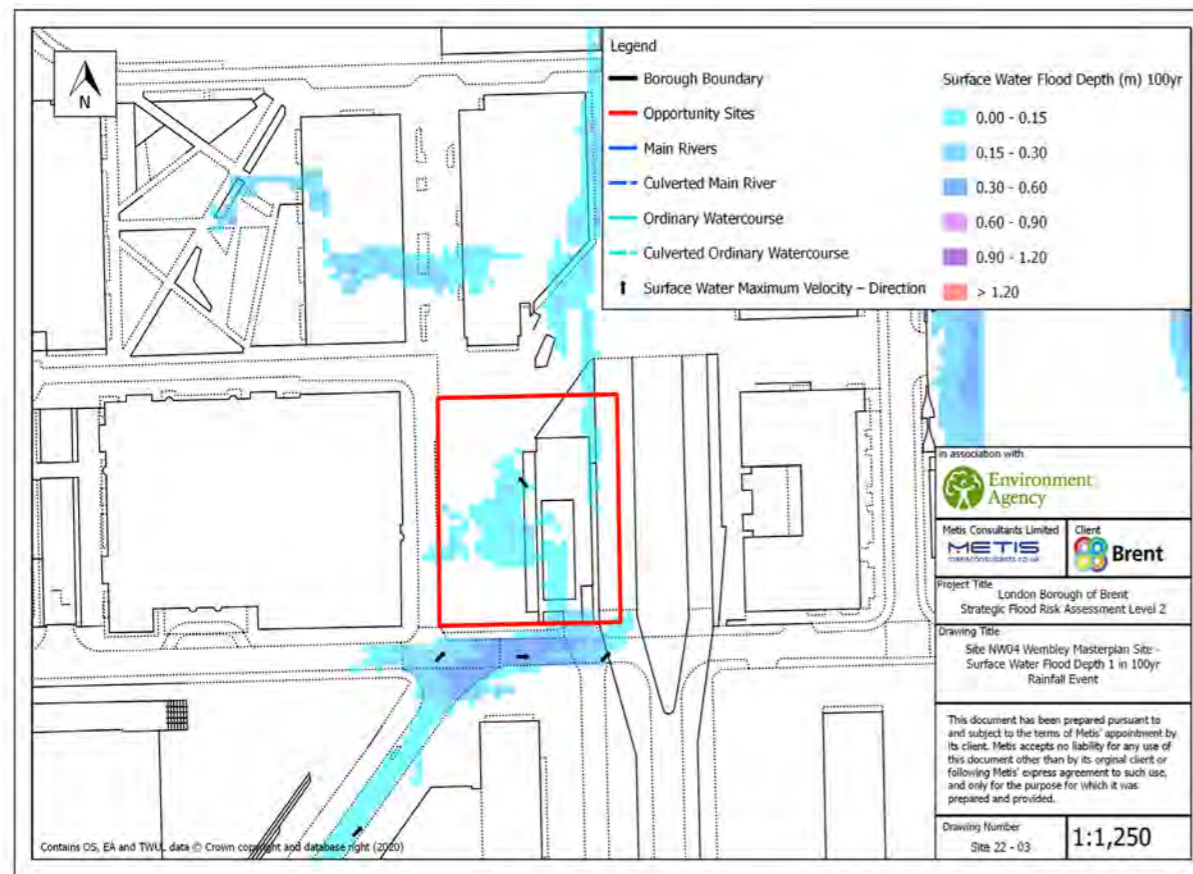 N
Legend
Borough Boundary
Opportunity Sites
Main Rivers
Culverted Main River
Ordinary Watercourse
Culverted Ordinary Watercourse
Surface Water Maximum Velocity – Direction
Surface Water Flood Depth (m) 100yr
0.00 - 0.15
0.15 - 0.30
0.30 - 0.60
0.60 - 0.90
0.90 - 1.20
> 1.20
in association with
Environment
Agency
Metis Consultants Limited
METIS
metisconsultants.co.uk
Client
Brent
Project Title
London Borough of Brent
Strategic Flood Risk Assessment Level 2
Drawing Title
Site NW04 Wembley Masterplan Site -
Surface Water Flood Depth 1 in 100yr
Rainfall Event
This document has been prepared pursuant to
and subject to the terms of Metis' appointment by
its client. Metis accepts no liability for any use of
this document other than by its orginal client or
following Metis' express agreement to such use,
and only for the purpose for which it was
prepared and provided.
Drawing Number
Site 22 - 03
1:1,250
Contains OS, EA and TWUL data © Crown copyright and database right (2020)